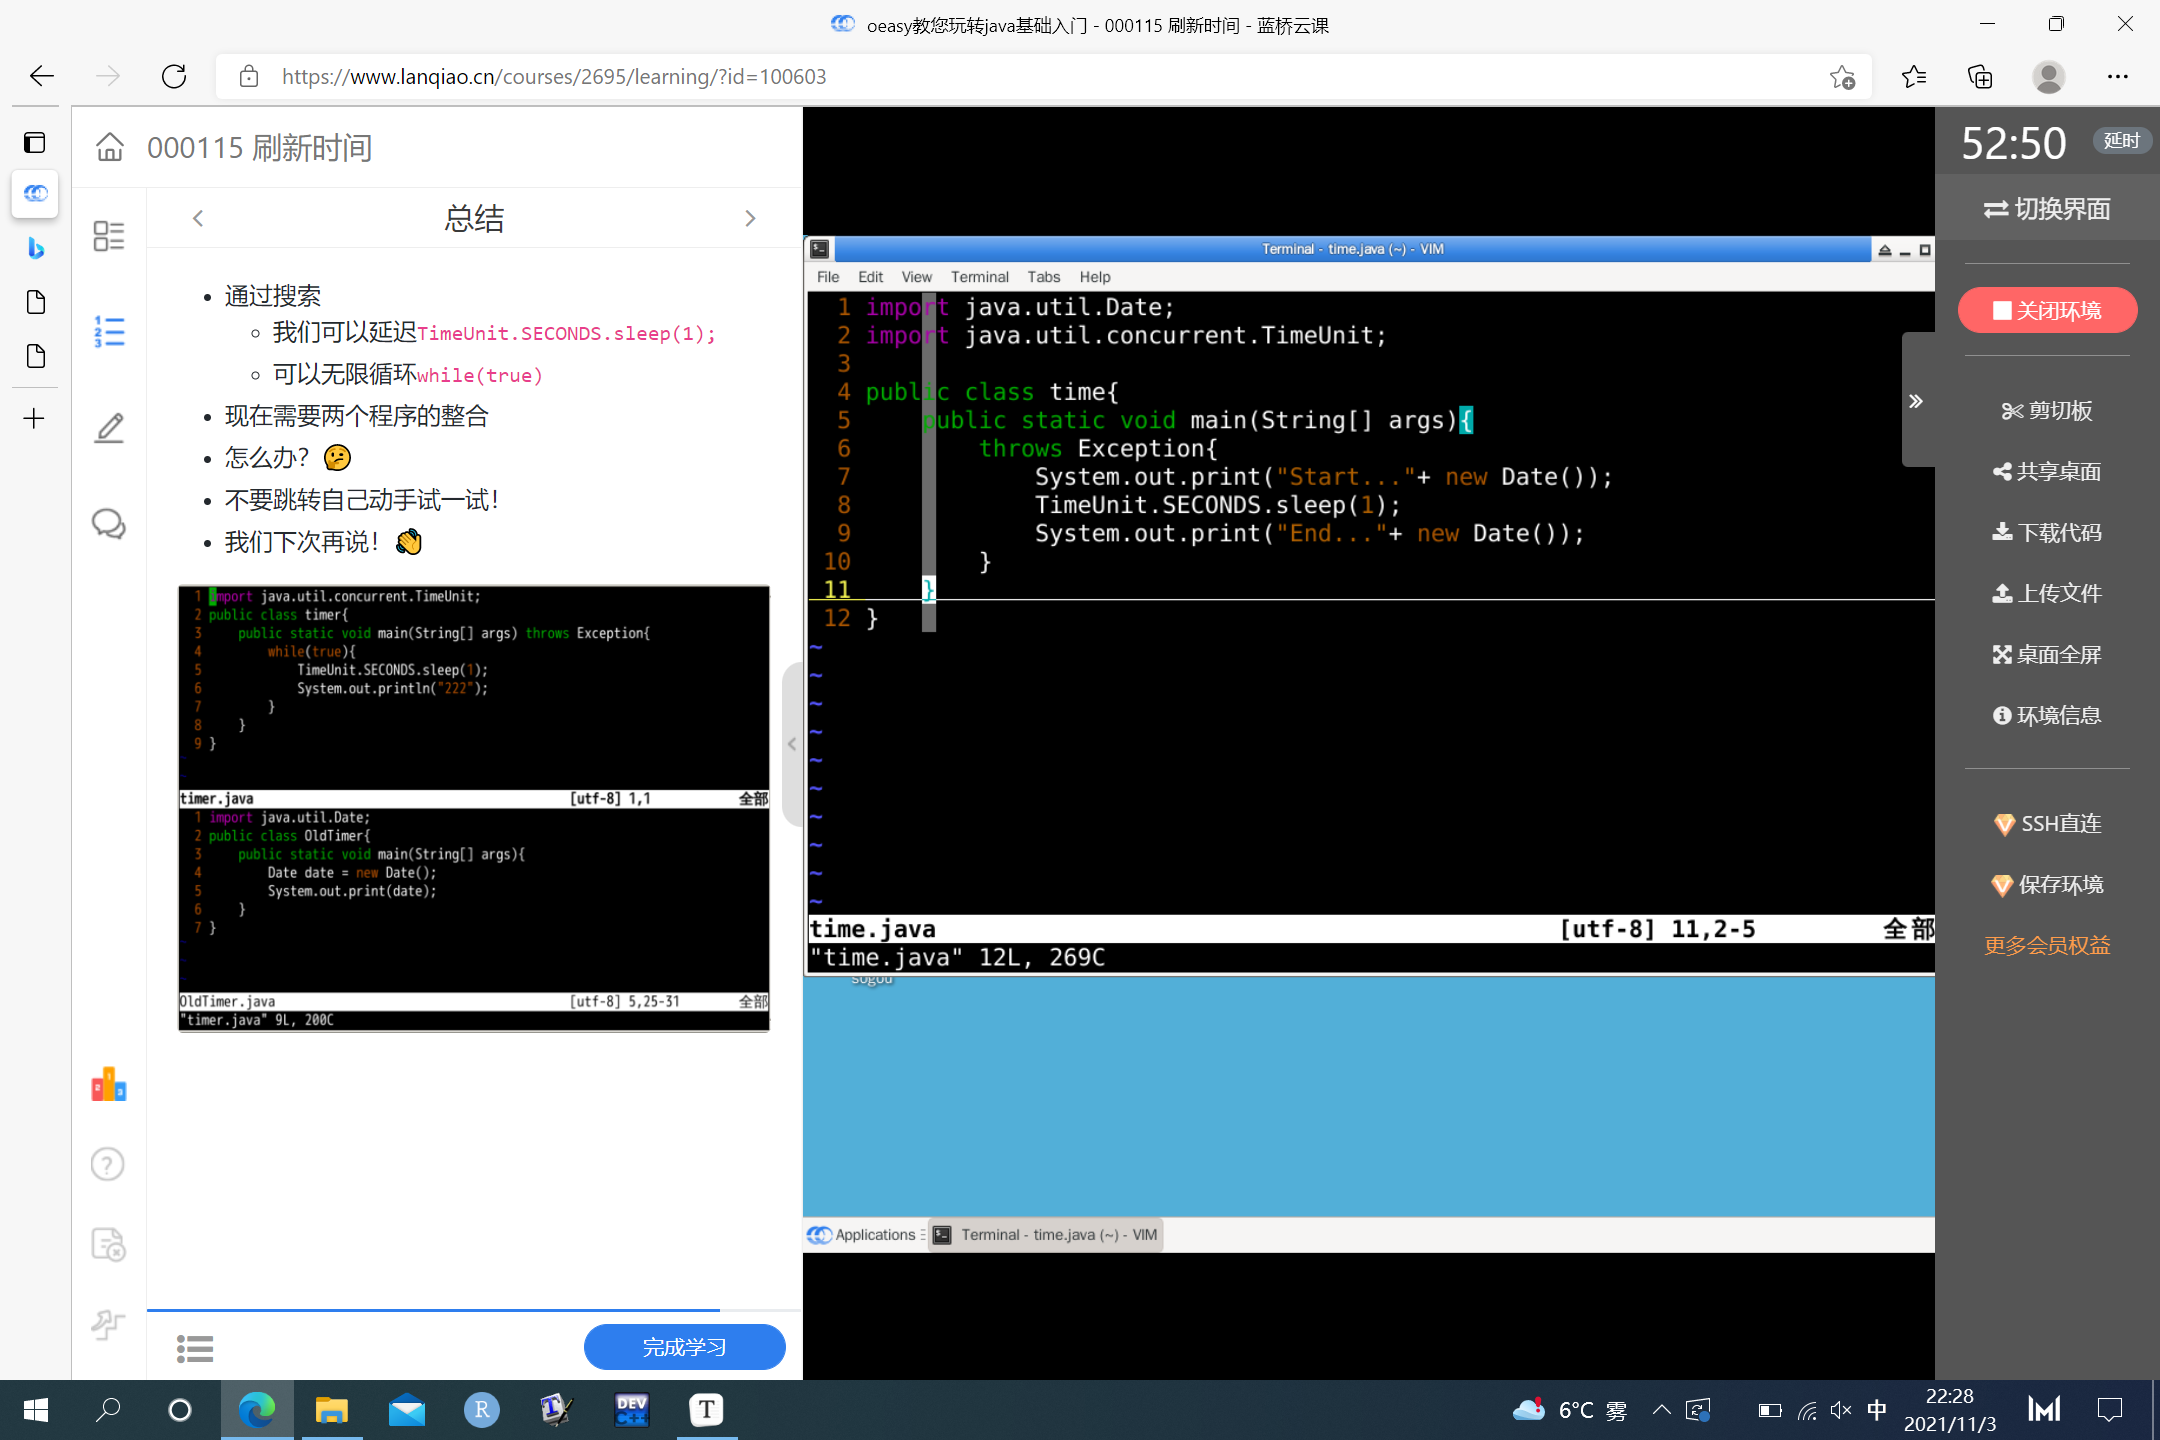 oeasy教您玩转java基础入门 - 000115 刷新时间 - 蓝桥云课
https://www.lanqiao.cn/courses/2695/learning/?id=100603
000115 刷新时间
总结
通过搜索
我们可以延迟TimeUnit.SECONDS.sleep(1);
可以无限循环while(true)
现在需要两个程序的整合
怎么办？🤔
不要跳转自己动手试一试！
我们下次再说！👏
1 import java.util.concurrent.TimeUnit;
2 public class timer{
3     public static void main(String[] args) throws Exception{
4         while(true){
5             TimeUnit.SECONDS.sleep(1);
6             System.out.println("222");
7         }
8     }
9 }
~
~
timer.java [utf-8] 1,1 全部
1 import java.util.Date;
2 public class OldTimer{
3     public static void main(String[] args){
4         Date date = new Date();
5         System.out.print(date);
6     }
7 }
~
~
~
OldTimer.java [utf-8] 5,25-31 全部
"timer.java" 9L, 200C
完成学习
Terminal - time.java (~) - VIM
File Edit View Terminal Tabs Help
1 import java.util.Date;
2 import java.util.concurrent.TimeUnit;
3
4 public class time{
5     public static void main(String[] args){
6         throws Exception{
7             System.out.print("Start..."+ new Date());
8             TimeUnit.SECONDS.sleep(1);
9             System.out.print("End..."+ new Date());
10         }
11     }
12 }
~
~
~
~
~
~
~
~
~
~
time.java [utf-8] 11,2-5 全部
"time.java" 12L, 269C
sogou
Applications
Terminal - time.java (~) - VIM
52:50 延时
切换界面
关闭环境
剪切板
共享桌面
下载代码
上传文件
桌面全屏
环境信息
SSH直连
保存环境
更多会员权益
R
DEV
C++
T
6°C 雾
中
22:28
2021/11/3